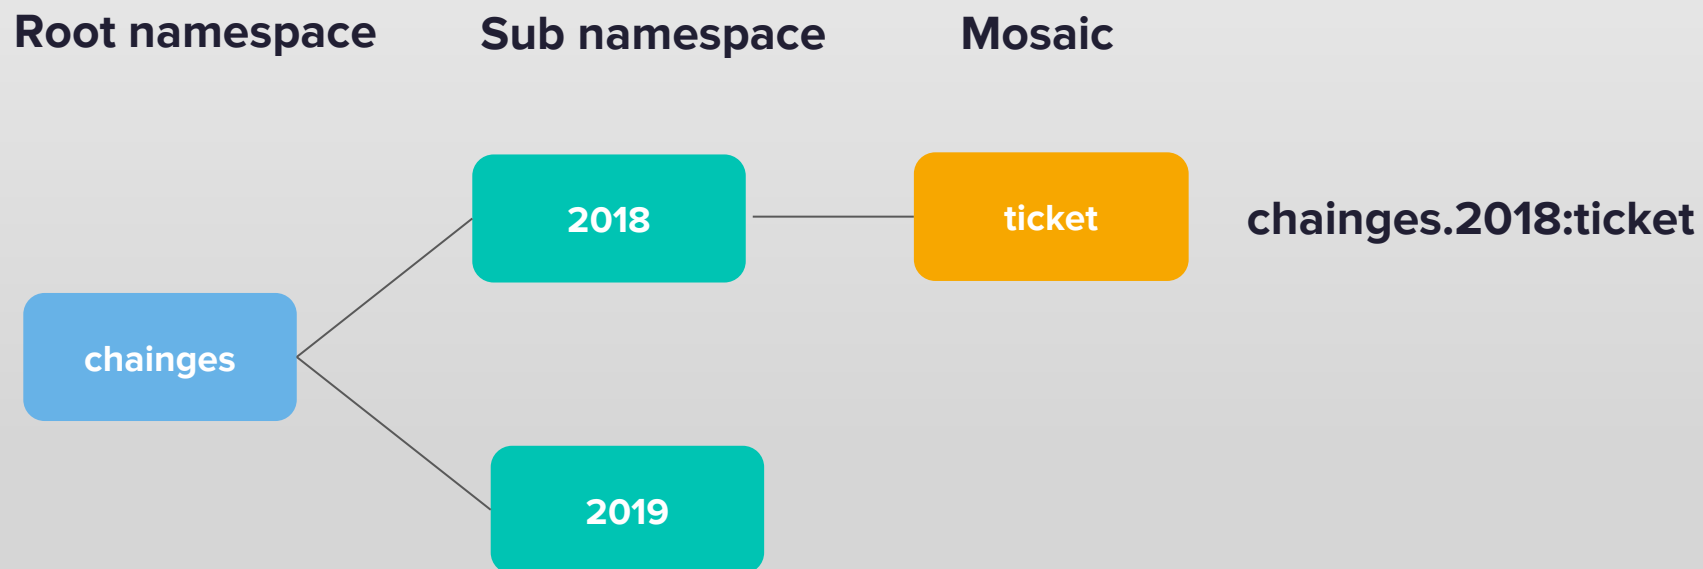 Root namespace
Sub namespace
Mosaic
2018
ticket
chainges.2018:ticket
chainges
2019